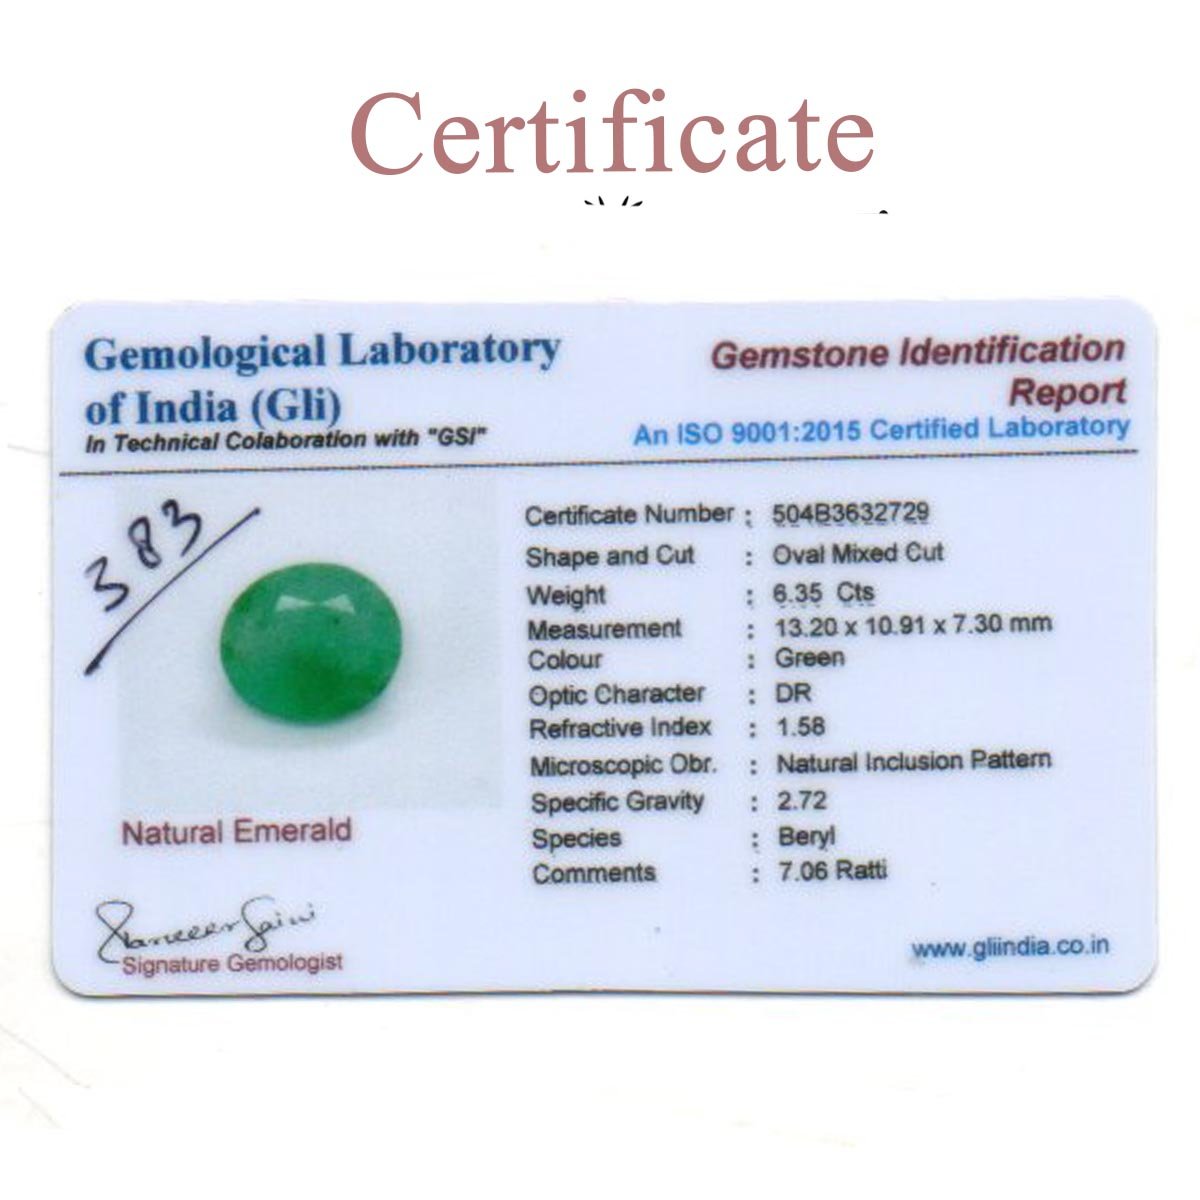 Certificate
Gemological Laboratory
of India (Gli)
In Technical Colaboration with "GSI"
Gemstone Identification
Report
An ISO 9001:2015 Certified Laboratory
383
Certificate Number : 504B3632729
Shape and Cut : Oval Mixed Cut
Weight : 6.35 Cts
Measurement : 13.20 x 10.91 x 7.30 mm
Colour : Green
Optic Character : DR
Refractive Index : 1.58
Microscopic Obr. : Natural Inclusion Pattern
Specific Gravity : 2.72
Species : Beryl
Comments : 7.06 Ratti
Natural Emerald
Signature Gemologist
www.gliindia.co.in